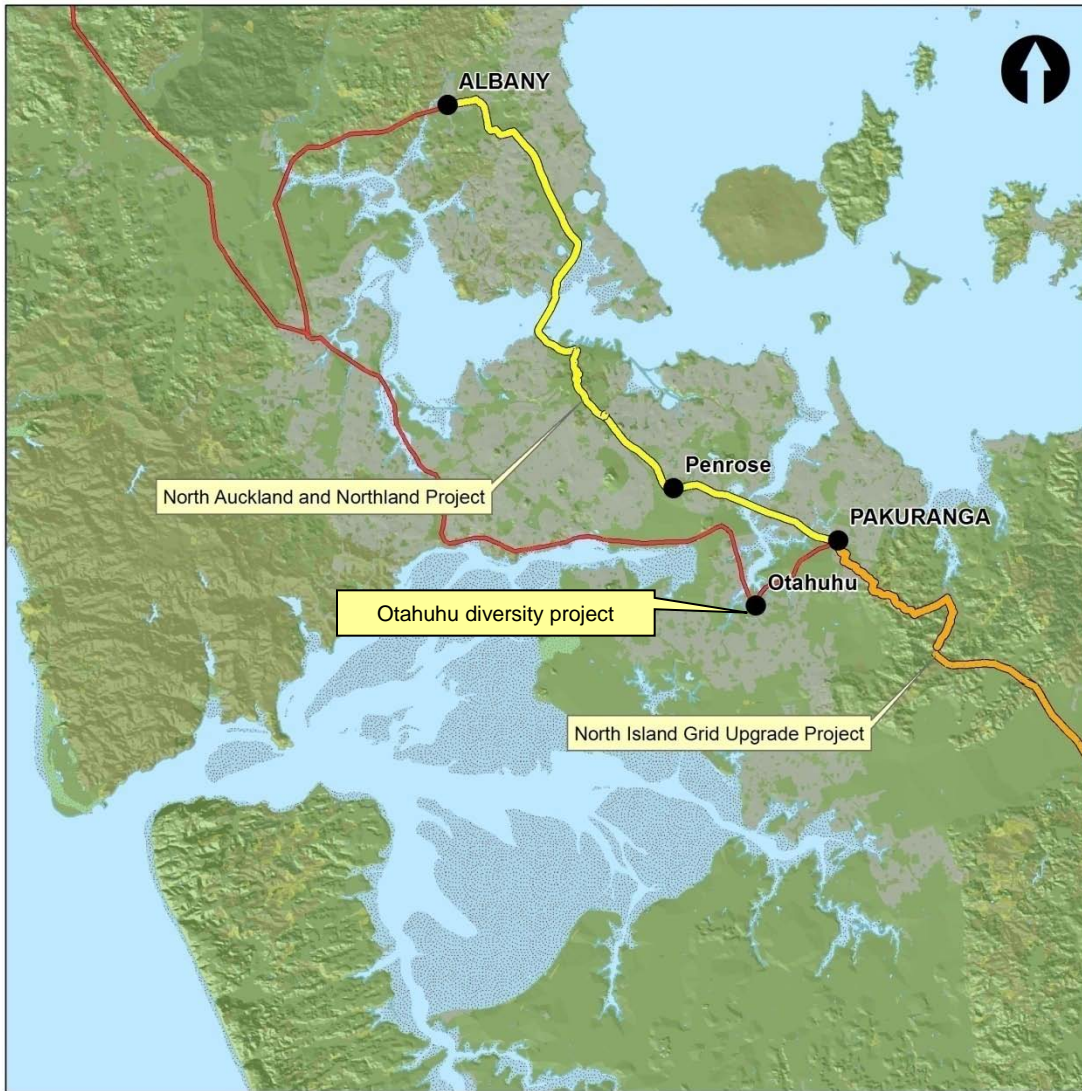 ALBANY
North Auckland and Northland Project
Penrose
PAKURANGA
Otahuhu
Otahuhu diversity project
North Island Grid Upgrade Project